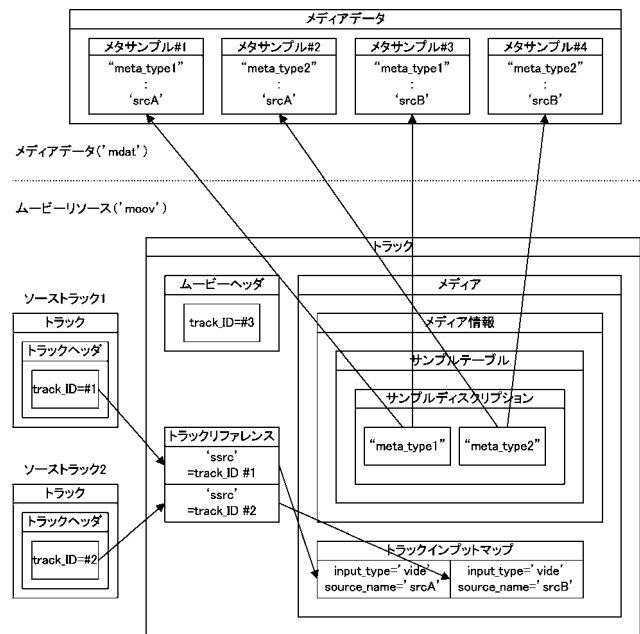 メディアデータ
メタサンプル#1
“meta_type1”
:
‘srcA’
メタサンプル#2
“meta_type2”
:
‘srcA’
メタサンプル#3
“meta_type1”
:
‘srcB’
メタサンプル#4
“meta_type2”
:
‘srcB’
メディアデータ(‘mdat’)
ムービーリソース(‘moov’)
トラック
ムービーヘッダ
track_ID=#3
メディア
メディア情報
サンプルテーブル
サンプルディスクリプション
“meta_type1”
“meta_type2”
ソーストラック1
トラック
トラックヘッダ
track_ID=#1
トラックリファレンス
‘ssrc’
=track_ID #1
‘ssrc’
=track_ID #2
ソーストラック2
トラック
トラックヘッダ
track_ID=#2
トラックインプットマップ
input_type=‘vide’
source_name=‘srcA’
input_type=‘vide’
source_name=‘srcB’